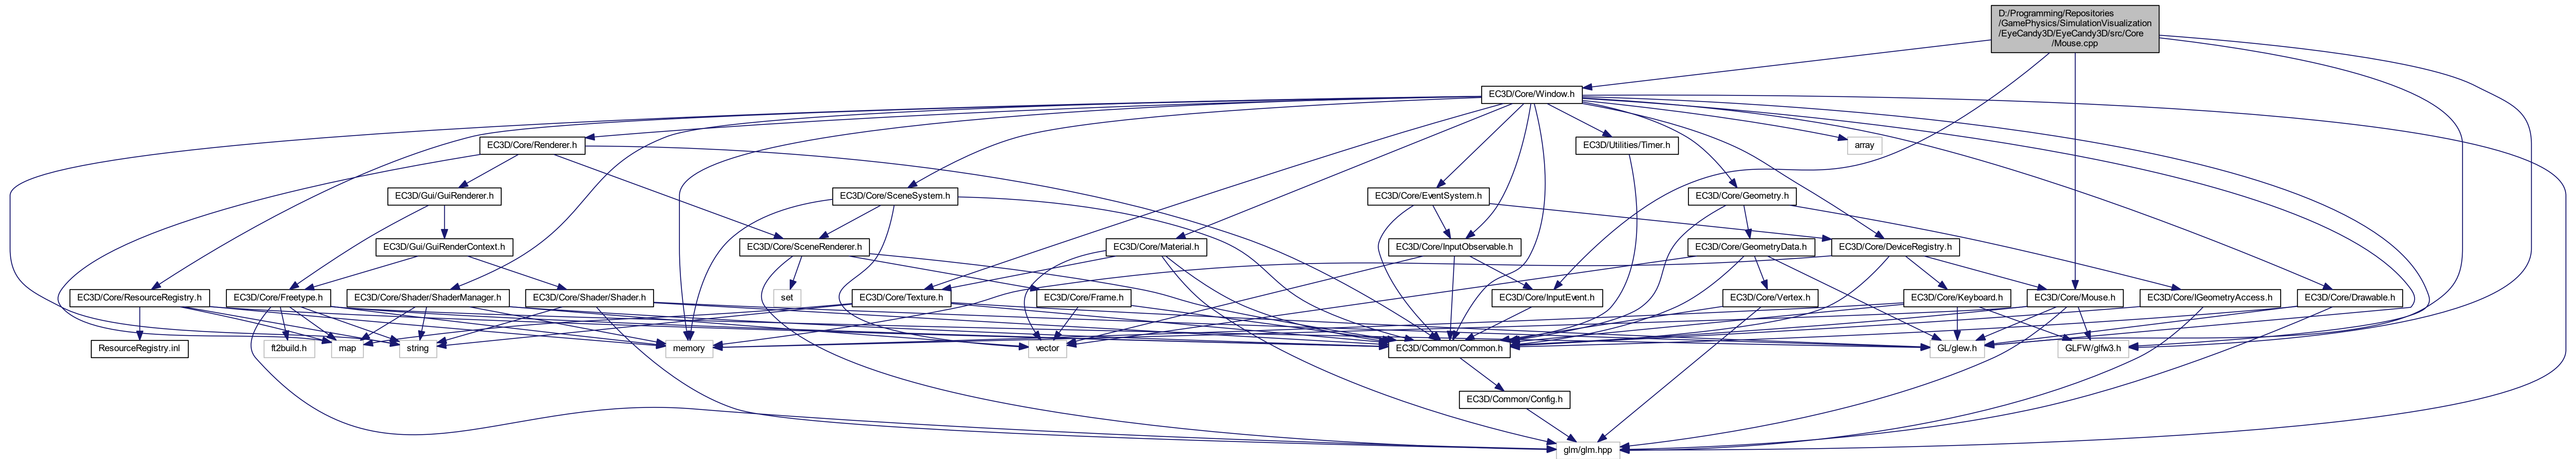 D:/Programming/Repositories
/GamePhysics/SimulationVisualization
/EyeCandy3D/EyeCandy3D/src/Core
/Mouse.cpp
EC3D/Core/Window.h
EC3D/Core/Renderer.h
EC3D/Utilities/Timer.h
array
EC3D/Gui/GuiRenderer.h
EC3D/Core/SceneSystem.h
EC3D/Core/EventSystem.h
EC3D/Core/Geometry.h
EC3D/Gui/GuiRenderContext.h
EC3D/Core/SceneRenderer.h
EC3D/Core/Material.h
EC3D/Core/InputObservable.h
EC3D/Core/GeometryData.h
EC3D/Core/DeviceRegistry.h
EC3D/Core/ResourceRegistry.h
EC3D/Core/Freetype.h
EC3D/Core/Shader/ShaderManager.h
EC3D/Core/Shader/Shader.h
set
EC3D/Core/Texture.h
EC3D/Core/Frame.h
EC3D/Core/InputEvent.h
EC3D/Core/Vertex.h
EC3D/Core/Keyboard.h
EC3D/Core/Mouse.h
EC3D/Core/IGeometryAccess.h
EC3D/Core/Drawable.h
ResourceRegistry.inl
ft2build.h
map
string
memory
vector
EC3D/Common/Common.h
GL/glew.h
GLFW/glfw3.h
EC3D/Common/Config.h
glm/glm.hpp